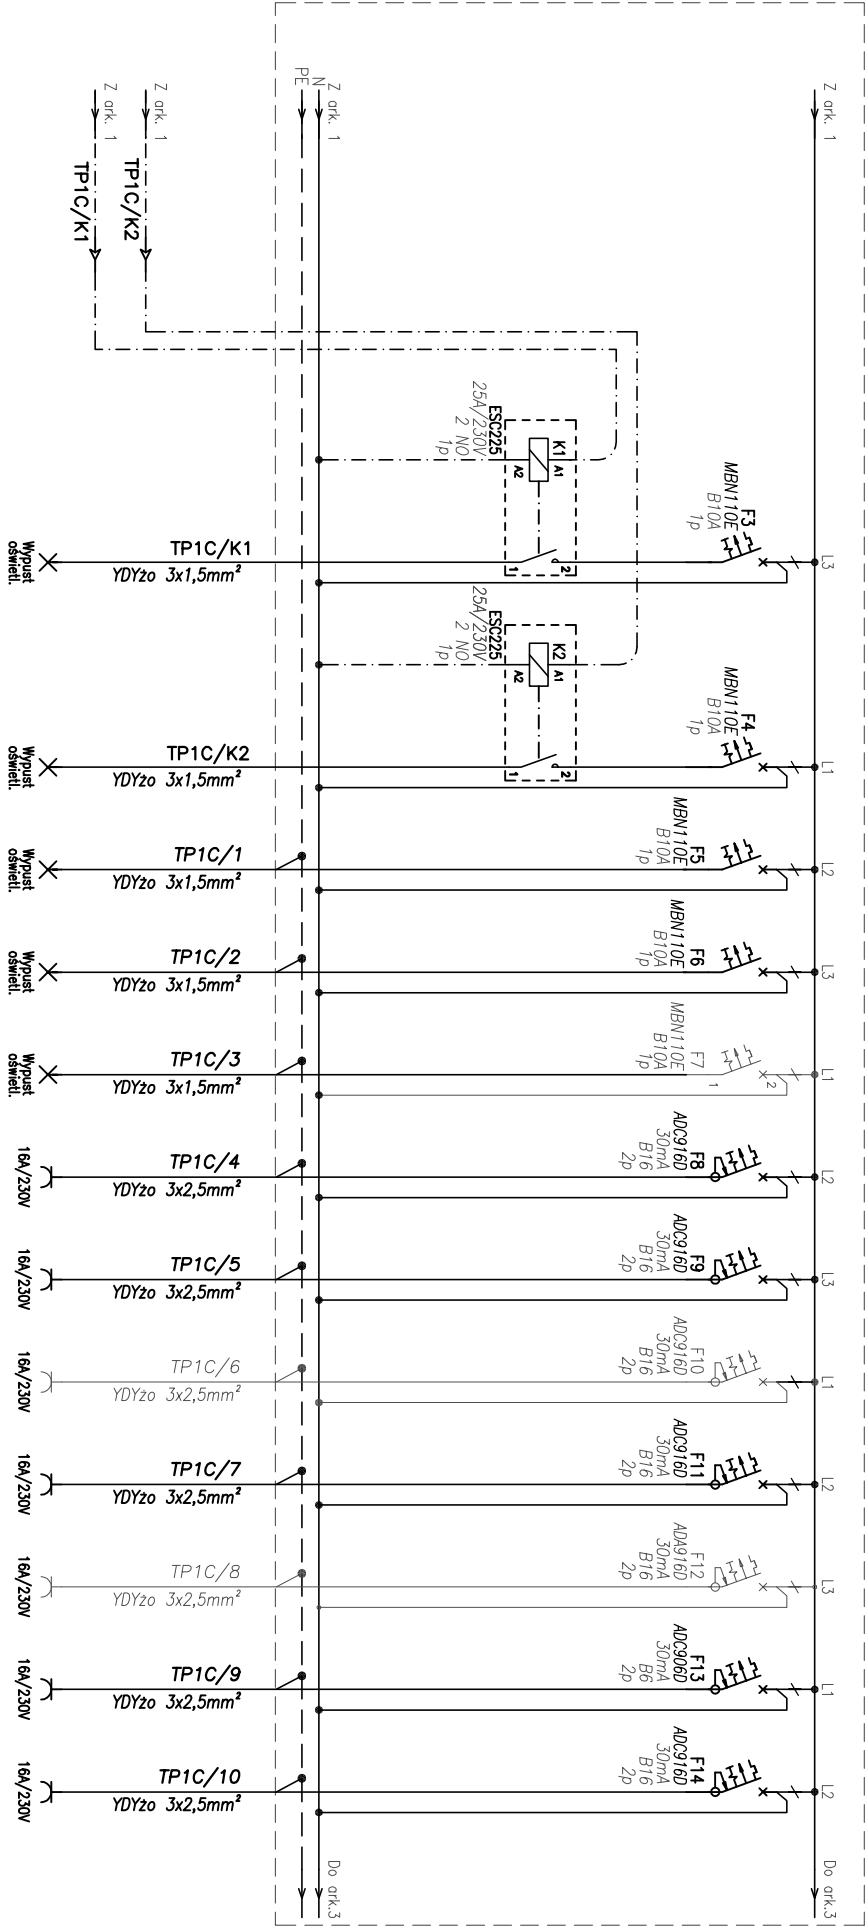 Z ark. 1
Z ark. 1
N
PE
Z ark. 1
Z ark. 1
TP1C/K2
TP1C/K1
Do ark.3
Do ark.3
L3
F3
MBN110E
B10A
1p
K1
A1
A2
ESC225
25A/230V
2 NO
1p
2
1
TP1C/K1
YDYżo 3x1,5mm²
Wypust
oświetl.
L1
F4
MBN110E
B10A
1p
K2
A1
A2
ESC225
25A/230V
2 NO
1p
2
1
TP1C/K2
YDYżo 3x1,5mm²
Wypust
oświetl.
L2
F5
MBN110E
B10A
1p
TP1C/1
YDYżo 3x1,5mm²
Wypust
oświetl.
L3
F6
MBN110E
B10A
1p
TP1C/2
YDYżo 3x1,5mm²
Wypust
oświetl.
L1
F7
MBN110E
B10A
1p
2
1
TP1C/3
YDYżo 3x1,5mm²
Wypust
oświetl.
L2
F8
ADC916D
30mA
B16
2p
TP1C/4
YDYżo 3x2,5mm²
16A/230V
L3
F9
ADC916D
30mA
B16
2p
TP1C/5
YDYżo 3x2,5mm²
16A/230V
L1
F10
ADC916D
30mA
B16
2p
TP1C/6
YDYżo 3x2,5mm²
16A/230V
L2
F11
ADC916D
30mA
B16
2p
TP1C/7
YDYżo 3x2,5mm²
16A/230V
L3
F12
ADA916D
30mA
B16
2p
TP1C/8
YDYżo 3x2,5mm²
16A/230V
L1
F13
ADC906D
30mA
B6
2p
TP1C/9
YDYżo 3x2,5mm²
16A/230V
L2
F14
ADC916D
30mA
B16
2p
TP1C/10
YDYżo 3x2,5mm²
16A/230V